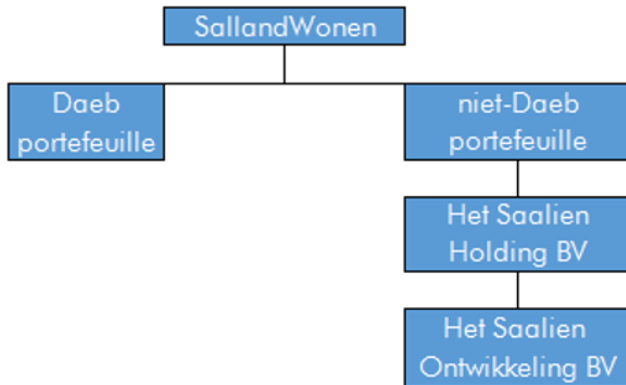 SallandWonen
Daeb
portefeuille
niet-Daeb
portefeuille
Het Saalien
Holding BV
Het Saalien
Ontwikkeling BV